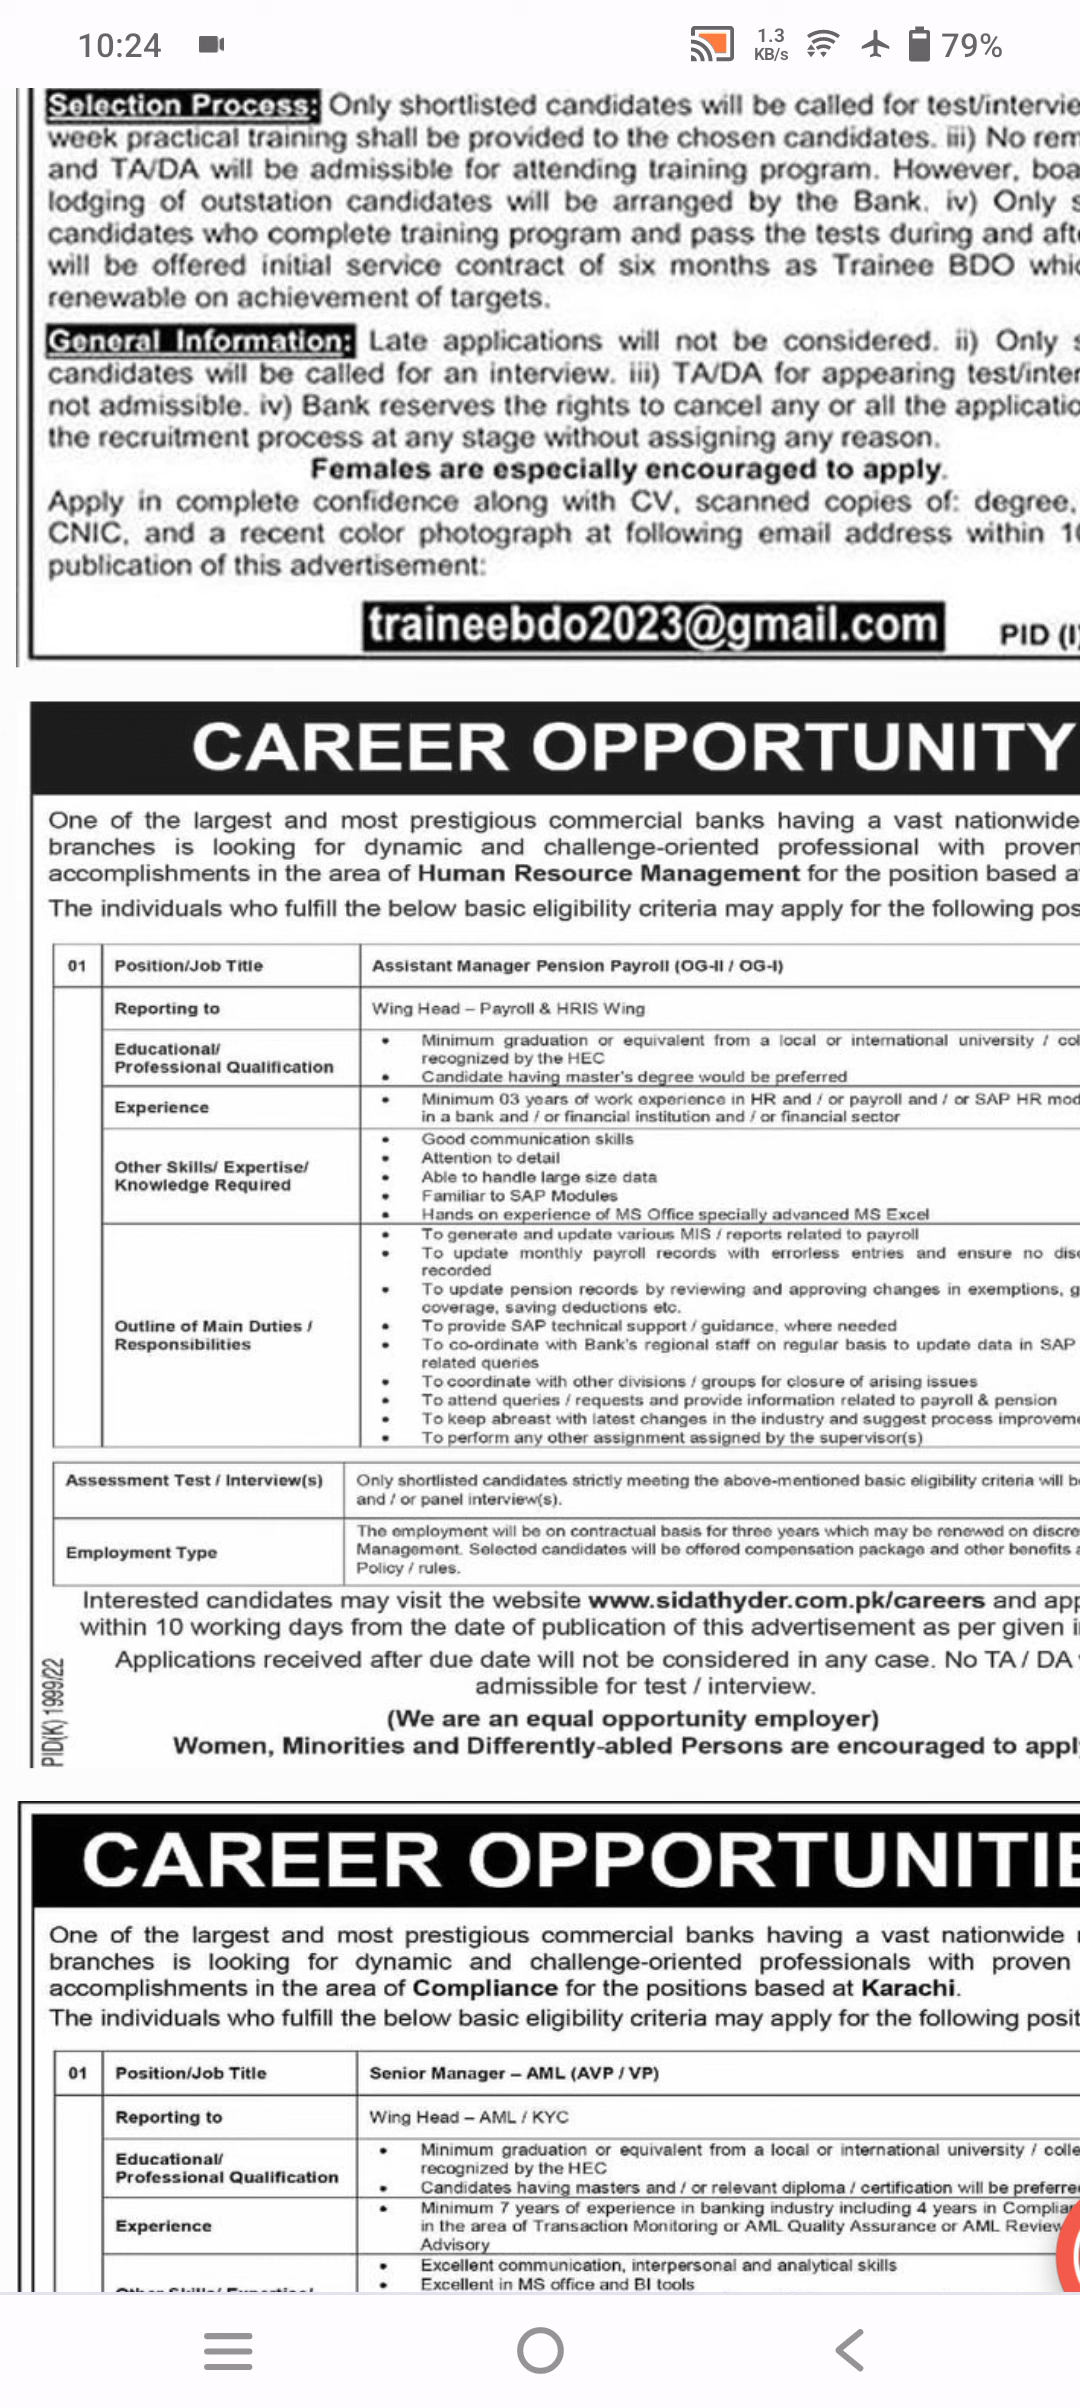 10:24
1.3
KB/s
79%
Selection Process: Only shortlisted candidates will be called for
week practical training shall be provided to the chosen candidates. iii) No
and TA/DA will be admissible for attending training program. However,
lodging of outstation candidates will be arranged by the Bank. iv) Only
candidates who complete training program and pass the tests during and
will be offered initial service contract of six months as Trainee BDO
renewable on achievement of targets.
General Information: Late applications will not be considered. ii) Only
candidates will be called for an interview. iii) TA/DA for appearing
not admissible. iv) Bank reserves the rights to cancel any or all the
the recruitment process at any stage without assigning any reason.
Females are especially encouraged to apply.
Apply in complete confidence along with CV, scanned copies of: degree,
CNIC, and a recent color photograph at following email address within
publication of this advertisement:
traineebdo2023@gmail.com
PID (I)
CAREER OPPORTUNITY
One of the largest and most prestigious commercial banks having a vast nationwide
branches is looking for dynamic and challenge-oriented professional with proven
accomplishments in the area of Human Resource Management for the position based
The individuals who fulfill the below basic eligibility criteria may apply for the following
01 Position/Job Title Assistant Manager Pension Payroll (OG-II / OG-I)
Reporting to Wing Head – Payroll & HRIS Wing
Educational/
Professional Qualification
• Minimum graduation or equivalent from a local or international university /
recognized by the HEC
• Candidate having master's degree would be preferred
Experience
• Minimum 03 years of work experience in HR and / or payroll and / or SAP HR
in a bank and / or financial institution and / or financial sector
Other Skills/ Expertise/
Knowledge Required
• Good communication skills
• Attention to detail
• Able to handle large size data
• Familiar to SAP Modules
• Hands on experience of MS Office specially advanced MS Excel
Outline of Main Duties /
Responsibilities
• To generate and update various MIS / reports related to payroll
• To update monthly payroll records with errorless entries and ensure no
recorded
• To update pension records by reviewing and approving changes in exemptions,
coverage, saving deductions etc.
• To provide SAP technical support / guidance, where needed
• To co-ordinate with Bank's regional staff on regular basis to update data in SAP
related queries
• To coordinate with other divisions / groups for closure of arising issues
• To attend queries / requests and provide information related to payroll & pension
• To keep abreast with latest changes in the industry and suggest process
• To perform any other assignment assigned by the supervisor(s)
Assessment Test / Interview(s)
Only shortlisted candidates strictly meeting the above-mentioned basic eligibility criteria will
and / or panel interview(s).
Employment Type
The employment will be on contractual basis for three years which may be renewed on
Management. Selected candidates will be offered compensation package and other benefits
Policy / rules.
Interested candidates may visit the website www.sidathyder.com.pk/careers and
within 10 working days from the date of publication of this advertisement as per given
Applications received after due date will not be considered in any case. No TA / DA
admissible for test / interview.
(We are an equal opportunity employer)
Women, Minorities and Differently-abled Persons are encouraged to
PID(K) 1999/22
CAREER OPPORTUNITIE
One of the largest and most prestigious commercial banks having a vast nationwide
branches is looking for dynamic and challenge-oriented professionals with proven
accomplishments in the area of Compliance for the positions based at Karachi.
The individuals who fulfill the below basic eligibility criteria may apply for the following
01 Position/Job Title Senior Manager – AML (AVP / VP)
Reporting to Wing Head – AML / KYC
Educational/
Professional Qualification
• Minimum graduation or equivalent from a local or international university /
recognized by the HEC
• Candidates having masters and / or relevant diploma / certification will be
Experience
• Minimum 7 years of experience in banking industry including 4 years in
in the area of Transaction Monitoring or AML Quality Assurance or AML Review
Advisory
• Excellent communication, interpersonal and analytical skills
• Excellent in MS office and BI tools